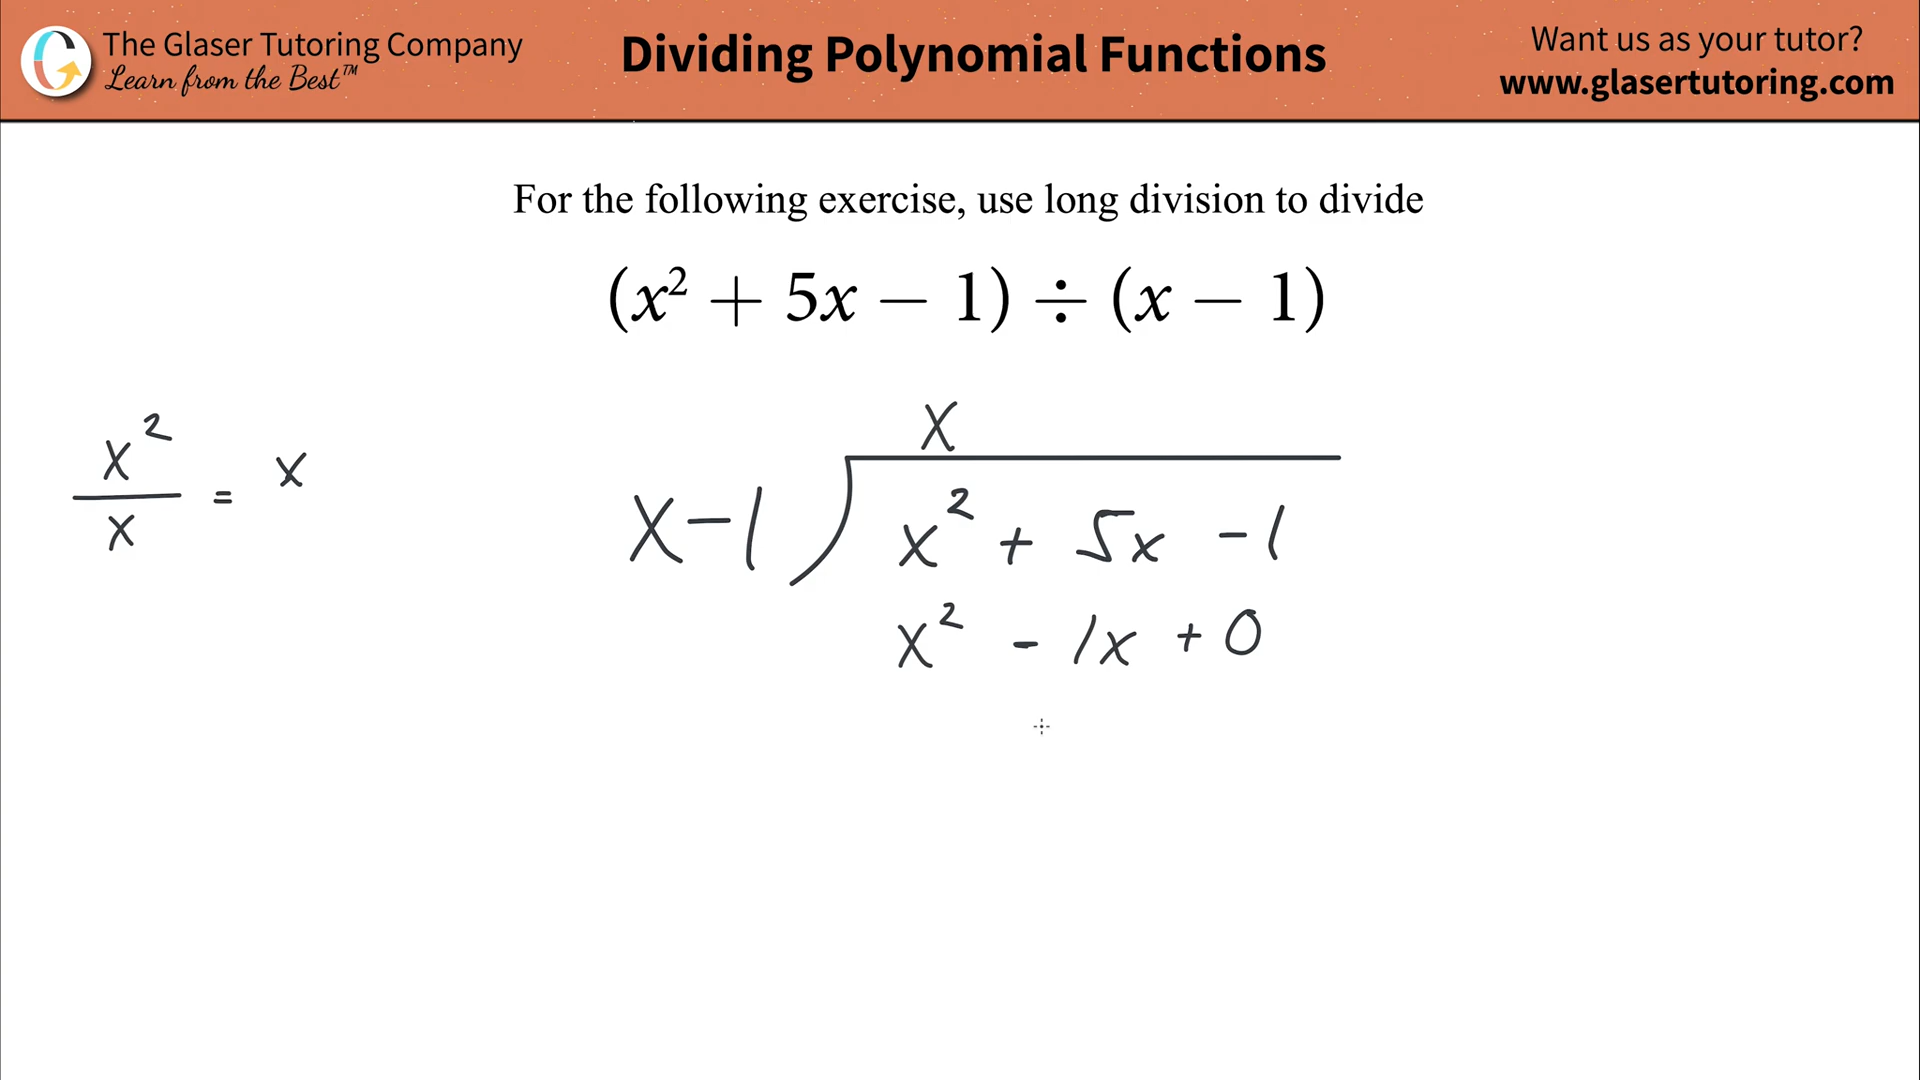 The Glaser Tutoring Company
Learn from the Best™
Dividing Polynomial Functions
Want us as your tutor?
www.glasertutoring.com
For the following exercise, use long division to divide
(x² + 5x − 1) ÷ (x − 1)
x²/x = x
x
x-1 ) x² + 5x -1
x² - 1x + 0